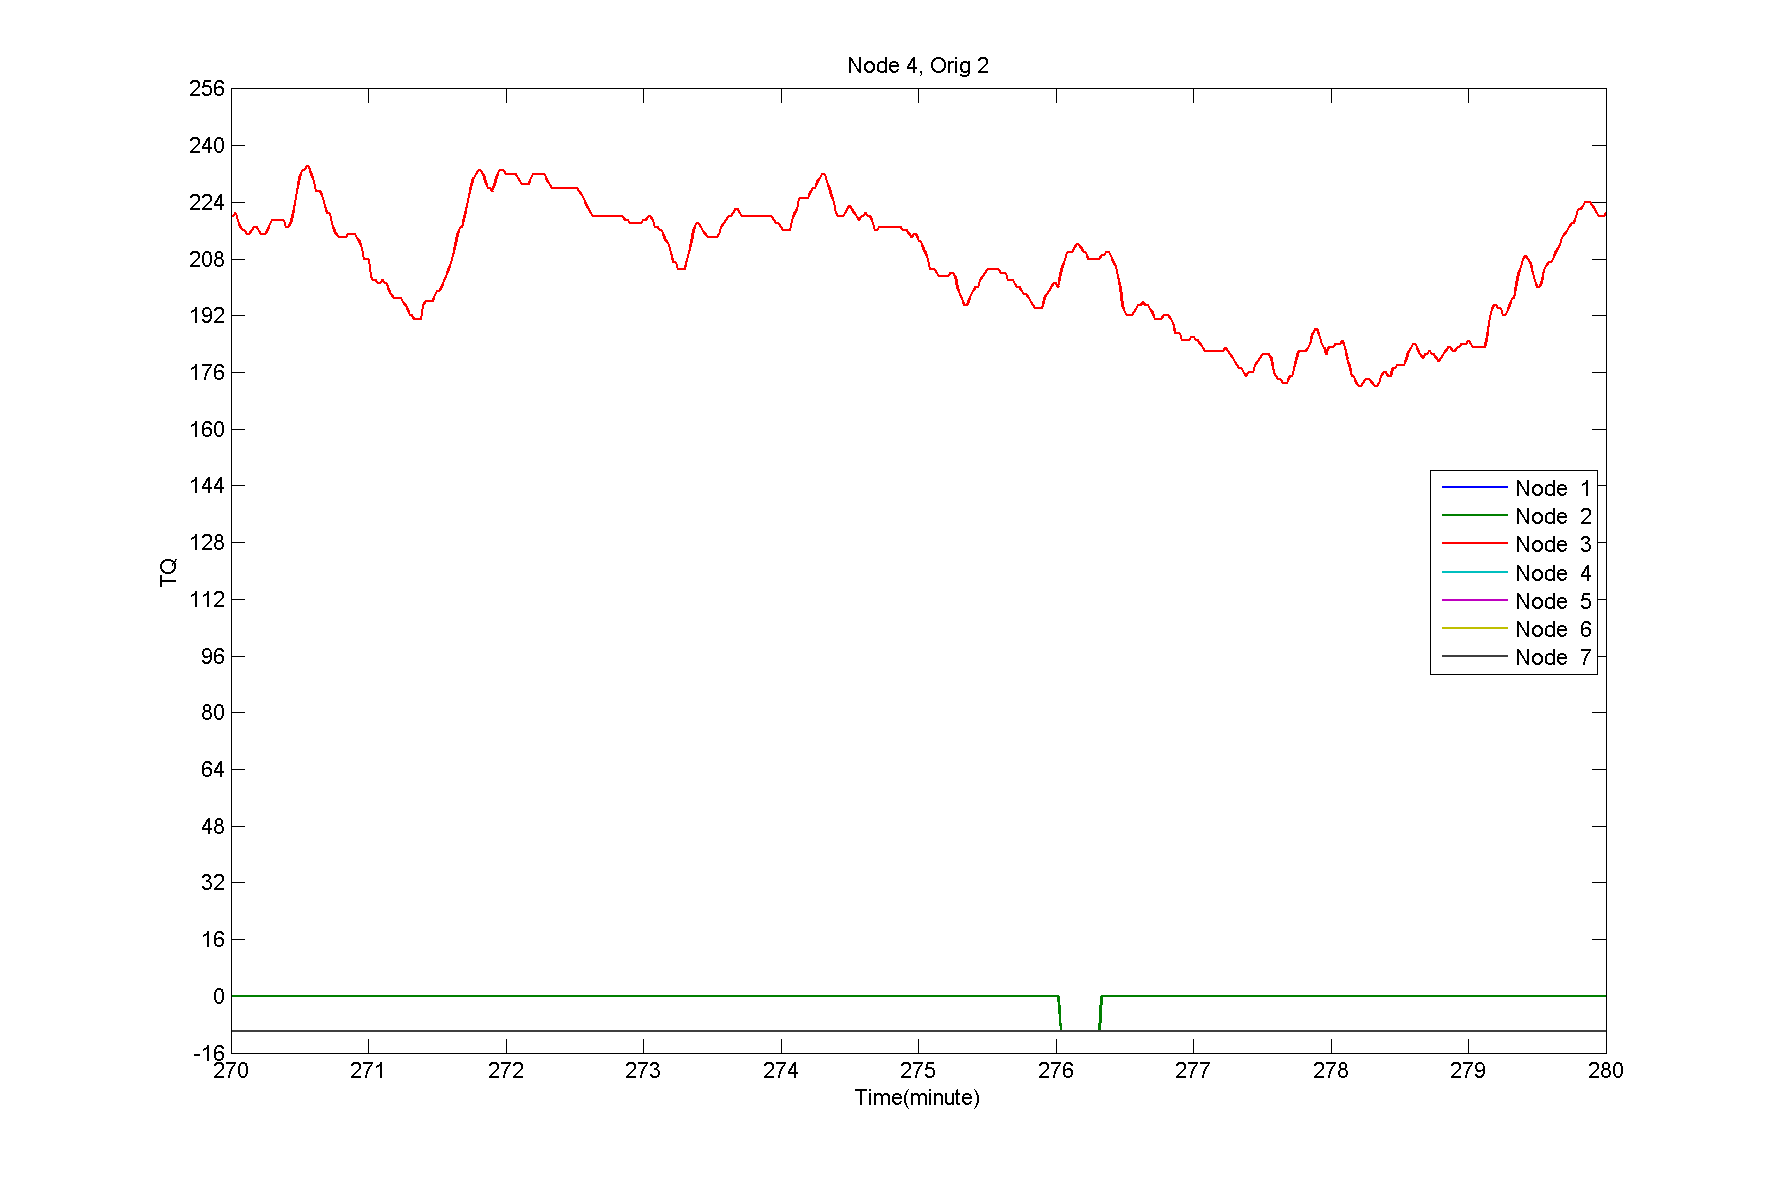 Node 4, Orig 2
256
240
224
208
192
176
160
144
128
112
96
80
64
48
32
16
0
-16
TQ
Node 1
Node 2
Node 3
Node 4
Node 5
Node 6
Node 7
270 271 272 273 274 275 276 277 278 279 280
Time(minute)